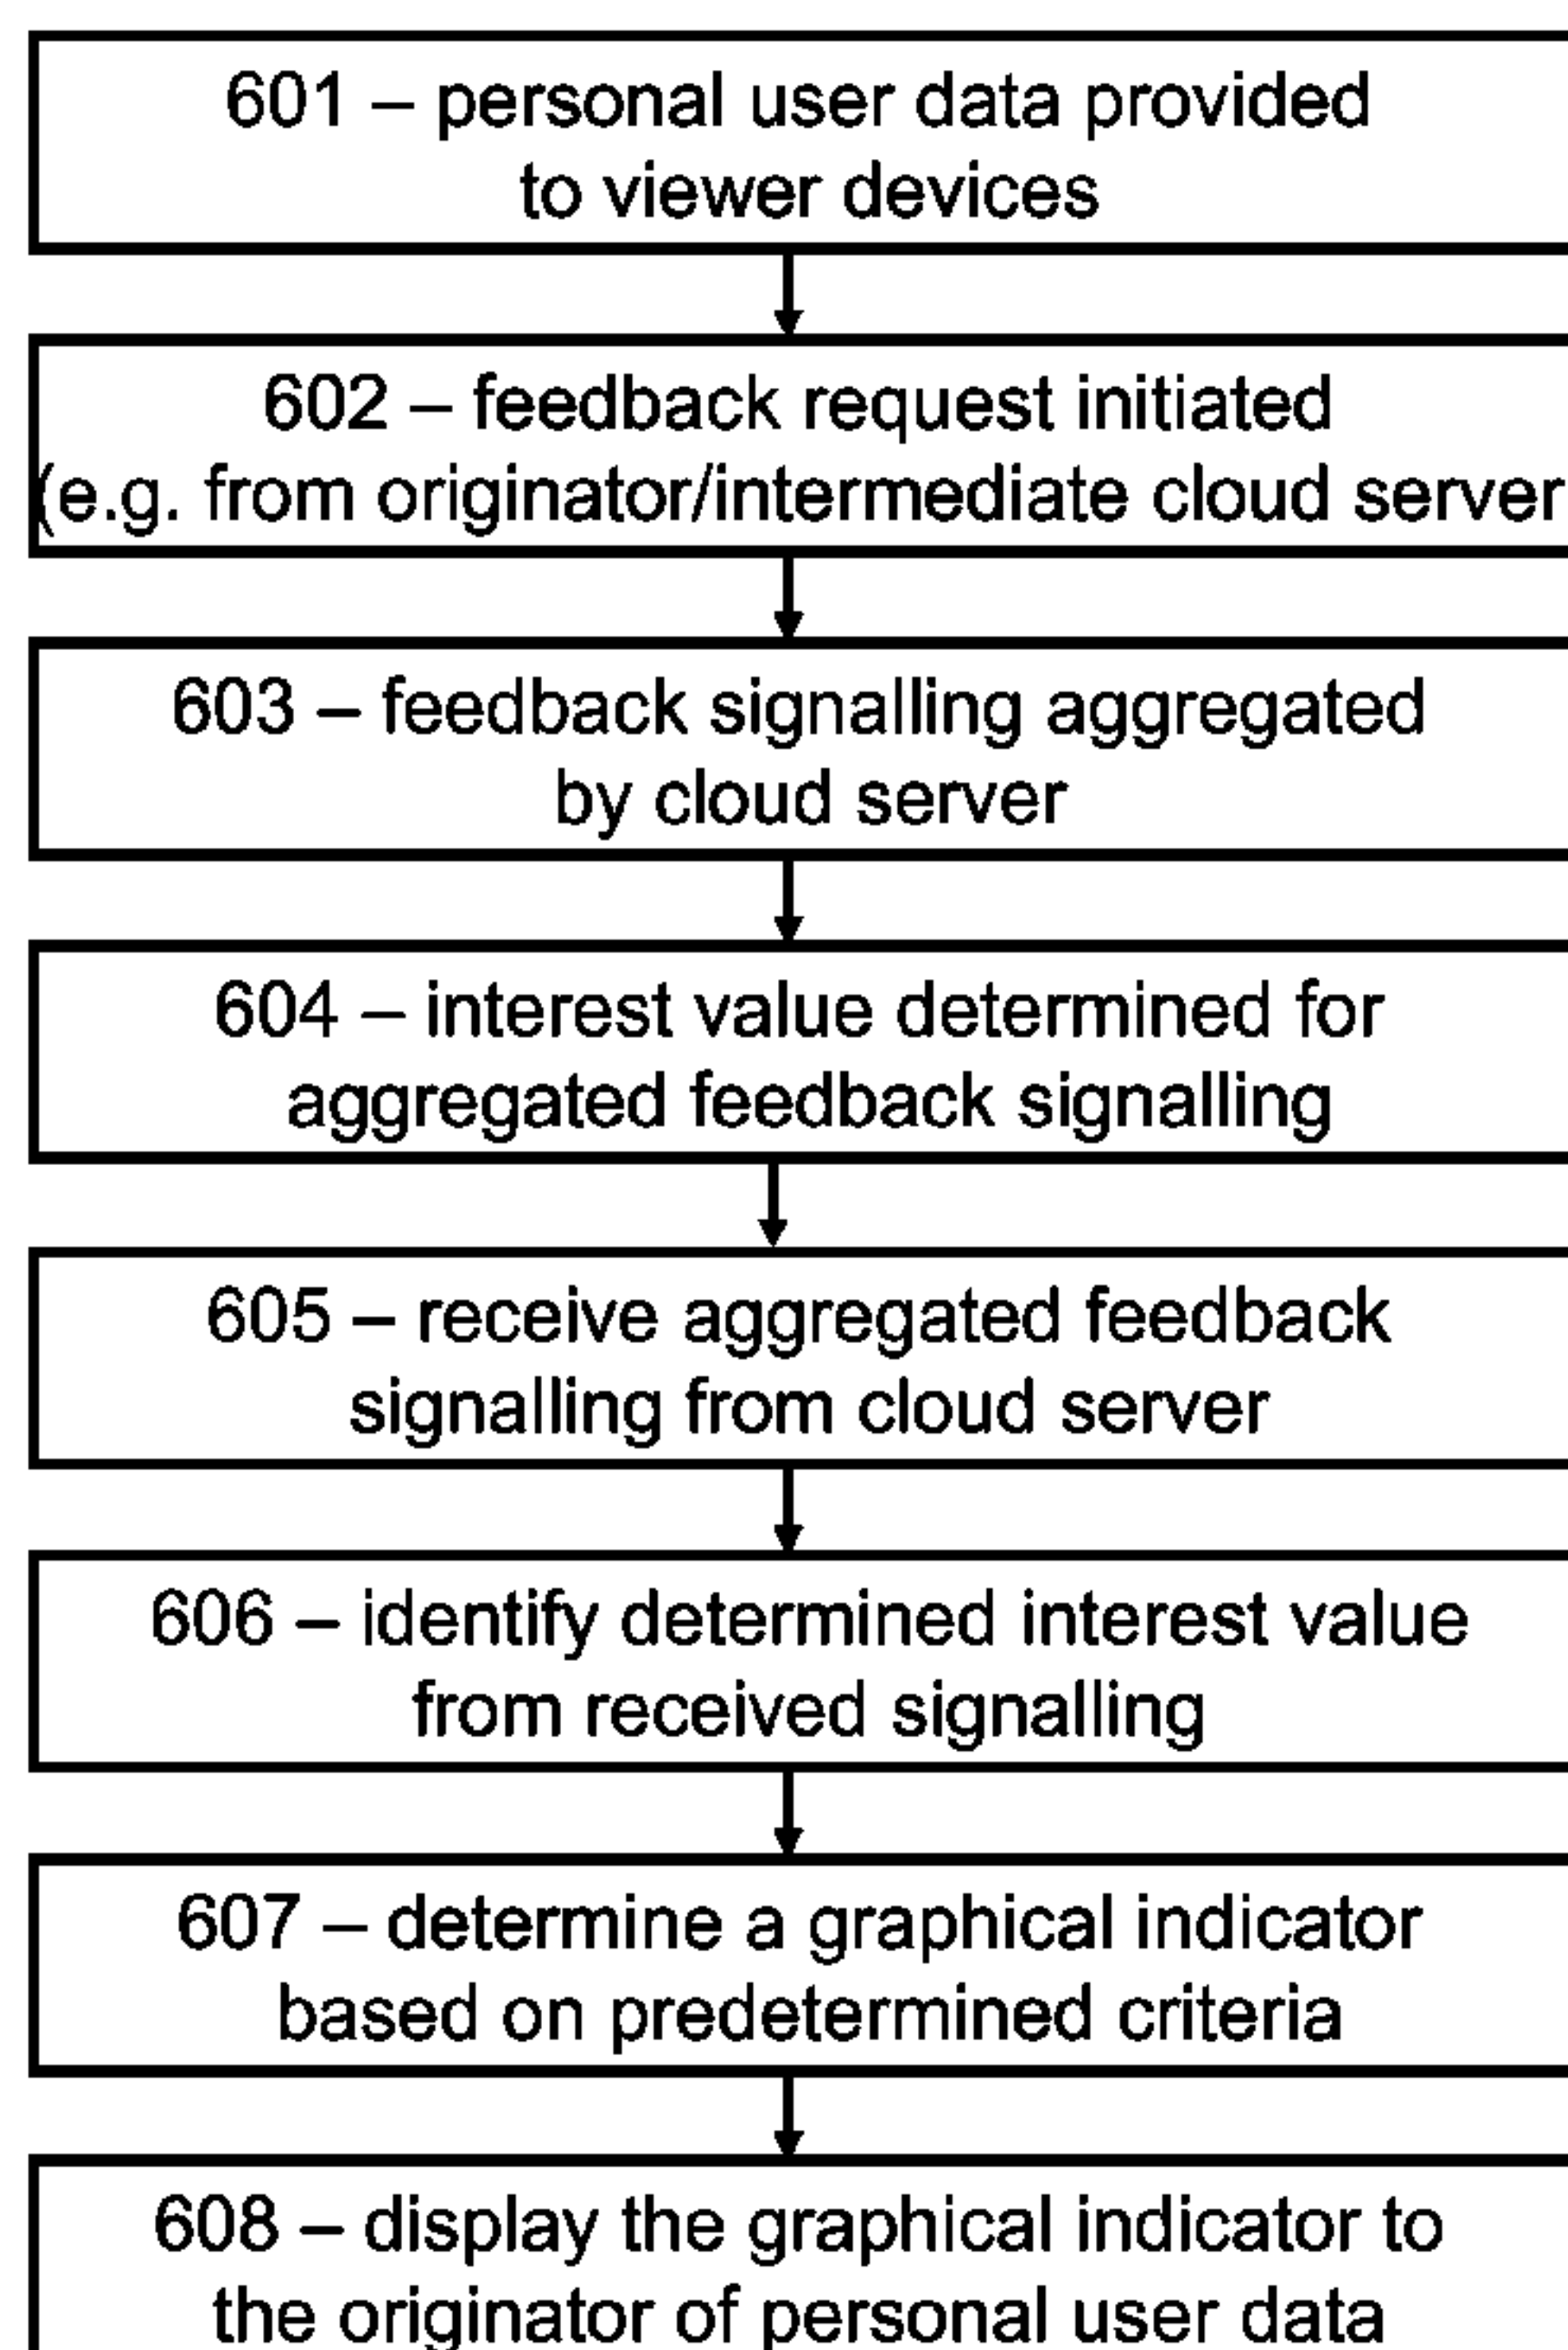 601 – personal user data provided
to viewer devices
602 – feedback request initiated
(e.g. from originator/intermediate cloud server
603 – feedback signalling aggregated
by cloud server
604 – interest value determined for
aggregated feedback signalling
605 – receive aggregated feedback
signalling from cloud server
606 – identify determined interest value
from received signalling
607 – determine a graphical indicator
based on predetermined criteria
608 – display the graphical indicator to
the originator of personal user data